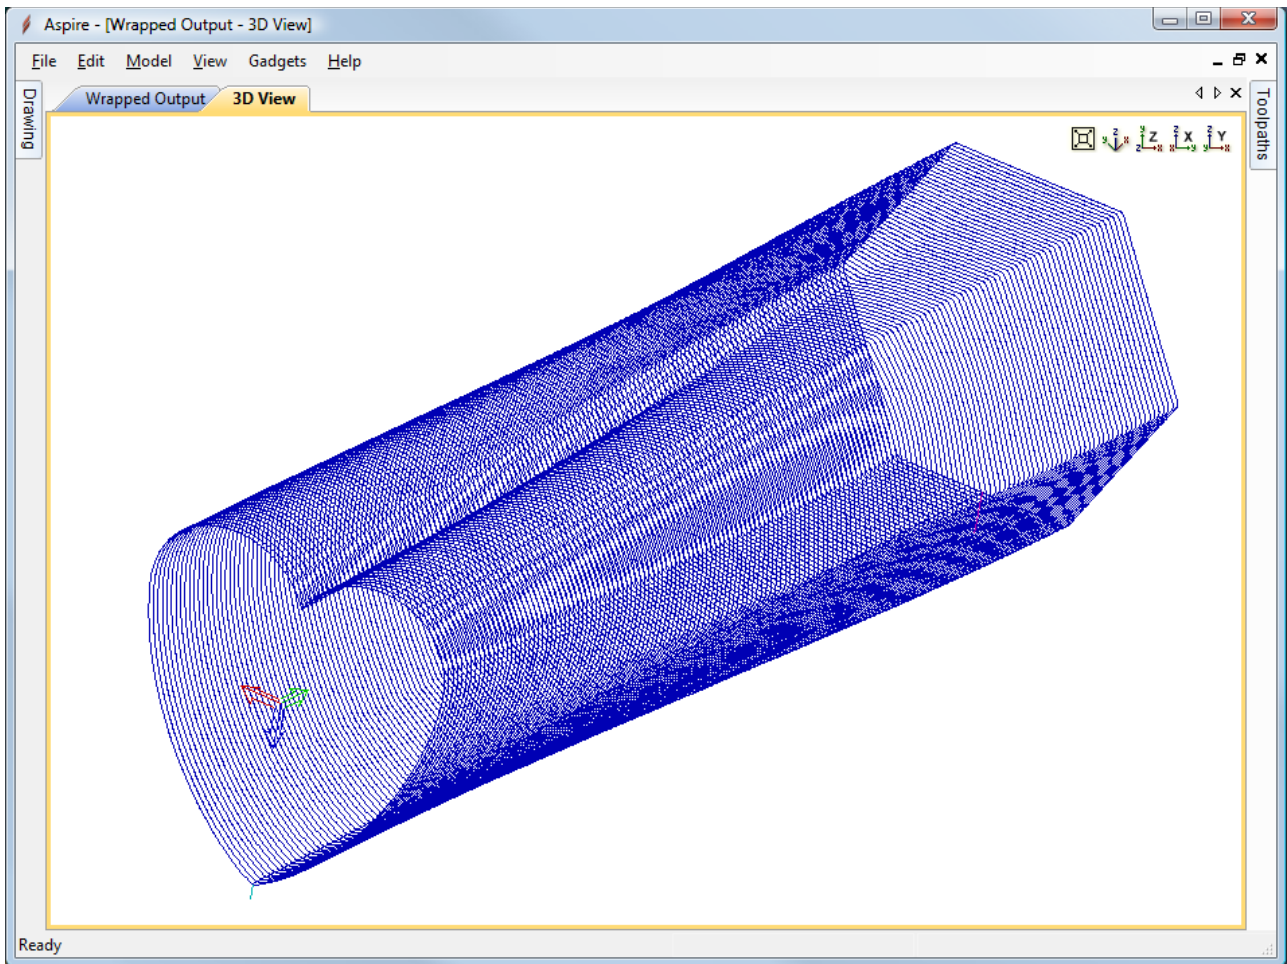 Aspire - [Wrapped Output - 3D View]
File Edit Model View Gadgets Help
Drawing
Wrapped Output 3D View
Toolpaths
y z x
y Z z x
z X x y
z Y y x
Ready